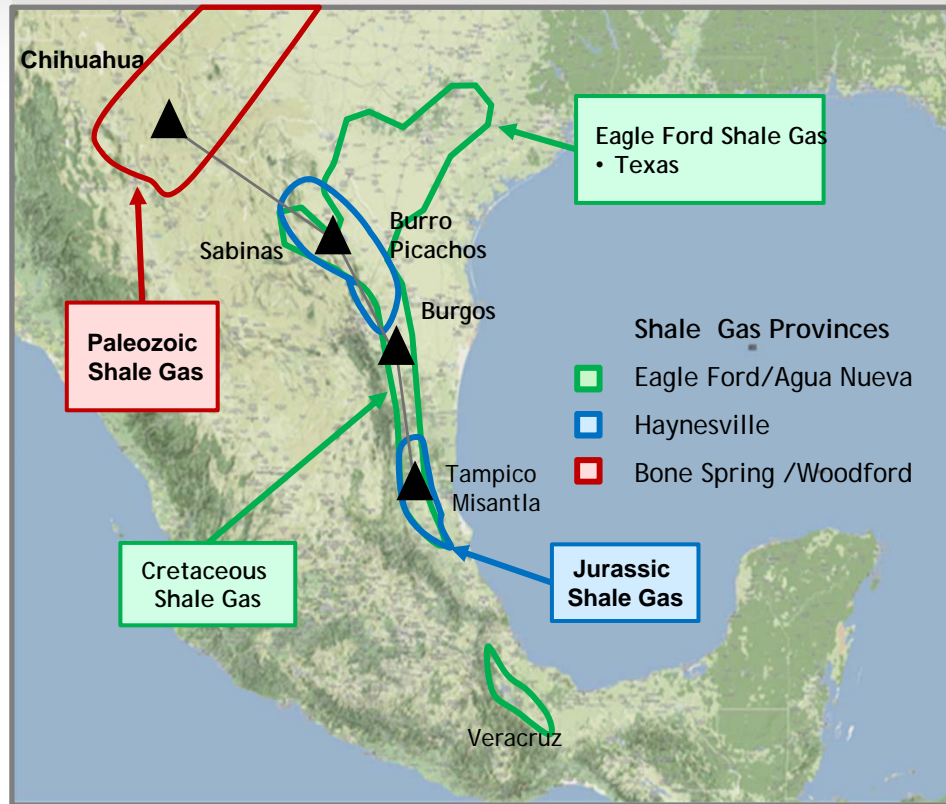 Chihuahua
Eagle Ford Shale Gas
• Texas
Burro
Picachos
Sabinas
Burgos
Paleozoic
Shale Gas
Shale Gas Provinces
Eagle Ford/Agua Nueva
Haynesville
Bone Spring /Woodford
Tampico
Misantla
Cretaceous
Shale Gas
Jurassic
Shale Gas
Veracruz